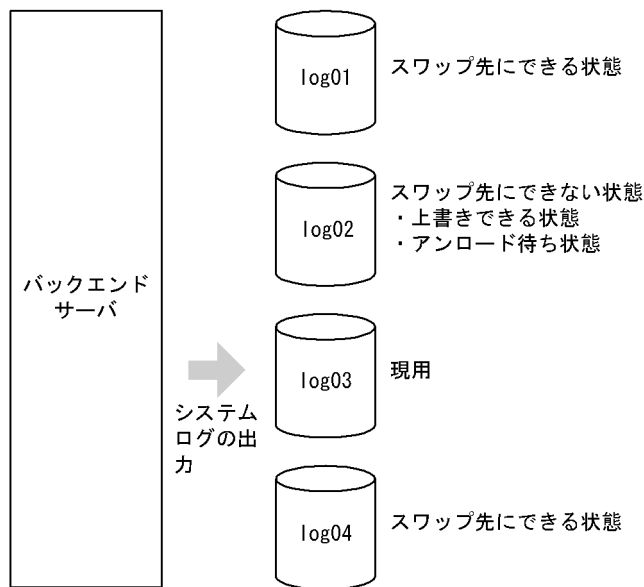 log01
スワップ先にできる状態
log02
スワップ先にできない状態
・上書きできる状態
・アンロード待ち状態
バックエンド
サーバ
log03
現用
システム
ログの出
力
log04
スワップ先にできる状態